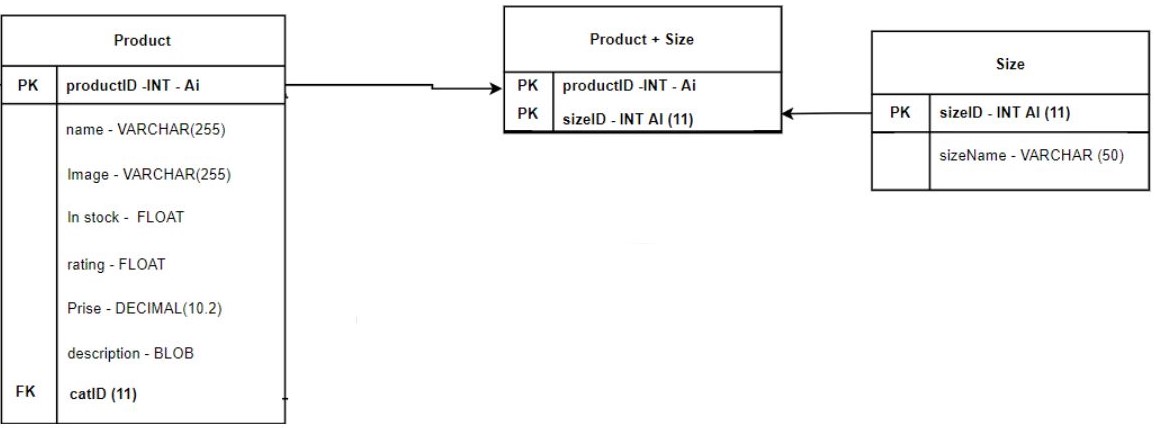 Product
PK productID -INT - Ai
name - VARCHAR(255)
Image - VARCHAR(255)
In stock - FLOAT
rating - FLOAT
Prise - DECIMAL(10.2)
description - BLOB
FK catID (11)
Product + Size
PK productID -INT - Ai
PK sizeID - INT AI (11)
Size
PK sizeID - INT AI (11)
sizeName - VARCHAR (50)